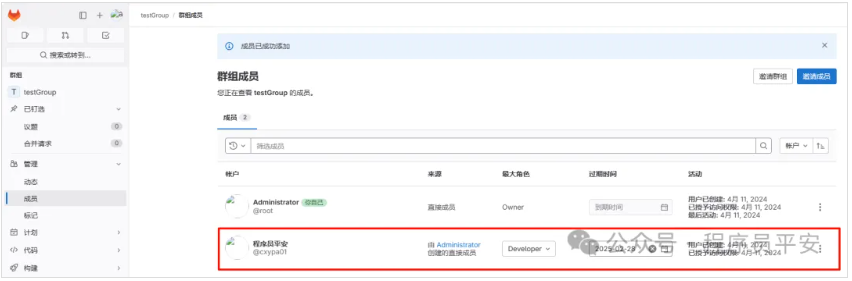 testGroup / 群组成员
搜索或转到...
成员已成功添加
群组
T testGroup
已钉选
议题 0
合并请求 0
管理
动态
成员
标记
计划
代码
构建
群组成员
邀请群组 邀请成员
您正在查看 testGroup 的成员。
成员 2
筛选成员
帐户
帐户 来源 最大角色 过期时间 活动
Administrator 你自己
@root
直接成员 Owner 到期时间
用户已创建: 4月 11, 2024
已授予访问权限: 4月 11, 2024
最后活动: 4月 11, 2024
程序员平安
@cxypa01
由 Administrator
创建的直接成员
Developer 2025-02-28
用户已创建: 4月 11, 2024
已授予访问权限: 4月 11, 2024
公众号 程序员平安